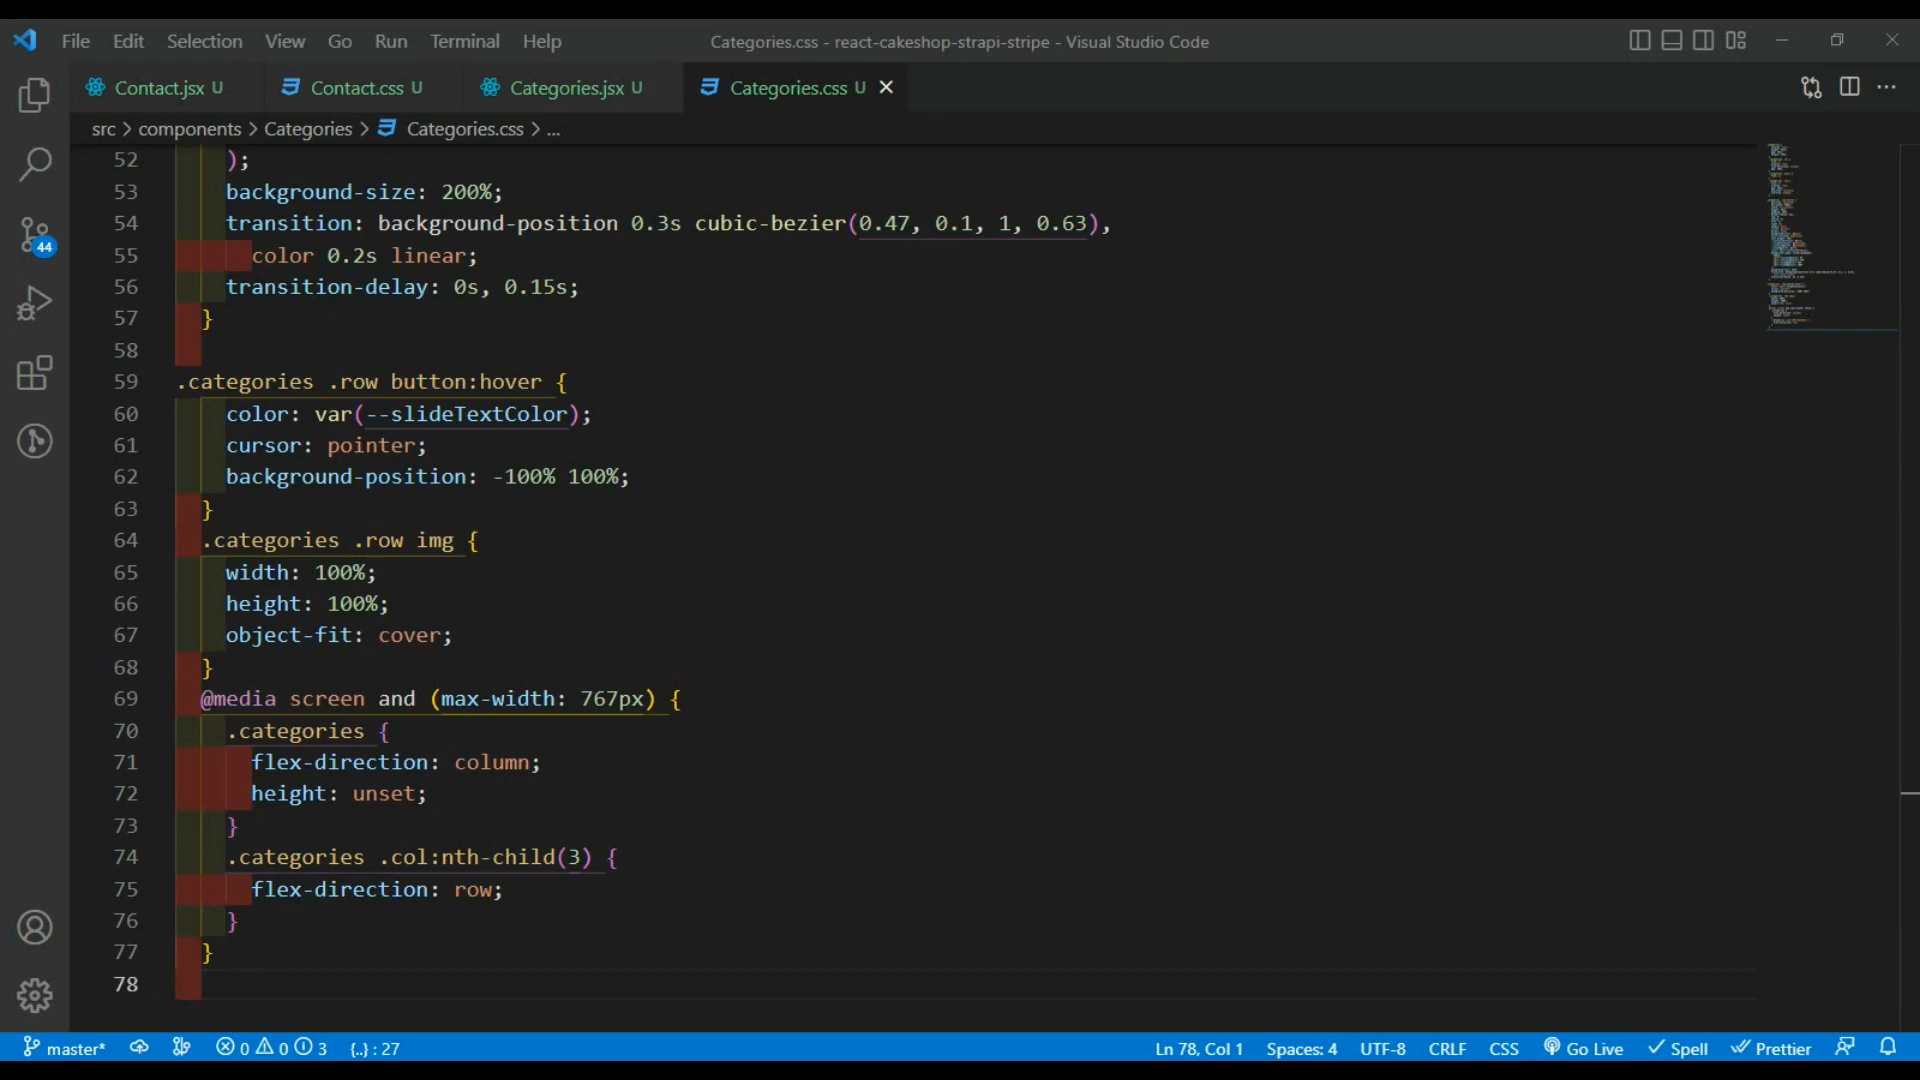 File Edit Selection View Go Run Terminal Help Categories.css - react-cakeshop-strapi-stripe - Visual Studio Code
Contact.jsx U Contact.css U Categories.jsx U Categories.css U
src > components > Categories > Categories.css > ...
52 );
53 background-size: 200%;
54 transition: background-position 0.3s cubic-bezier(0.47, 0.1, 1, 0.63),
55 color 0.2s linear;
56 transition-delay: 0s, 0.15s;
57 }
58
59 .categories .row button:hover {
60 color: var(--slideTextColor);
61 cursor: pointer;
62 background-position: -100% 100%;
63 }
64 .categories .row img {
65 width: 100%;
66 height: 100%;
67 object-fit: cover;
68 }
69 @media screen and (max-width: 767px) {
70 .categories {
71 flex-direction: column;
72 height: unset;
73 }
74 .categories .col:nth-child(3) {
75 flex-direction: row;
76 }
77 }
78
44
master* 0 0 3 {..} : 27 Ln 78, Col 1 Spaces: 4 UTF-8 CRLF CSS Go Live Spell Prettier